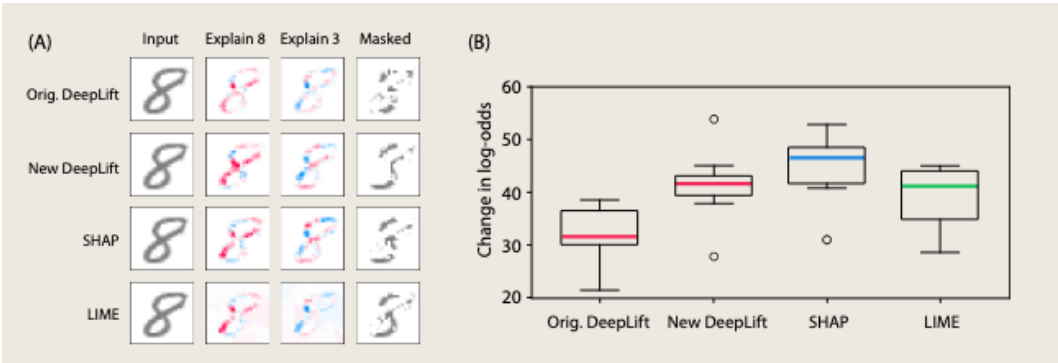 (A)
Input Explain 8 Explain 3 Masked
Orig. DeepLift
New DeepLift
SHAP
LIME
(B)
Change in log-odds
60
50
40
30
20
Orig. DeepLift New DeepLift SHAP LIME